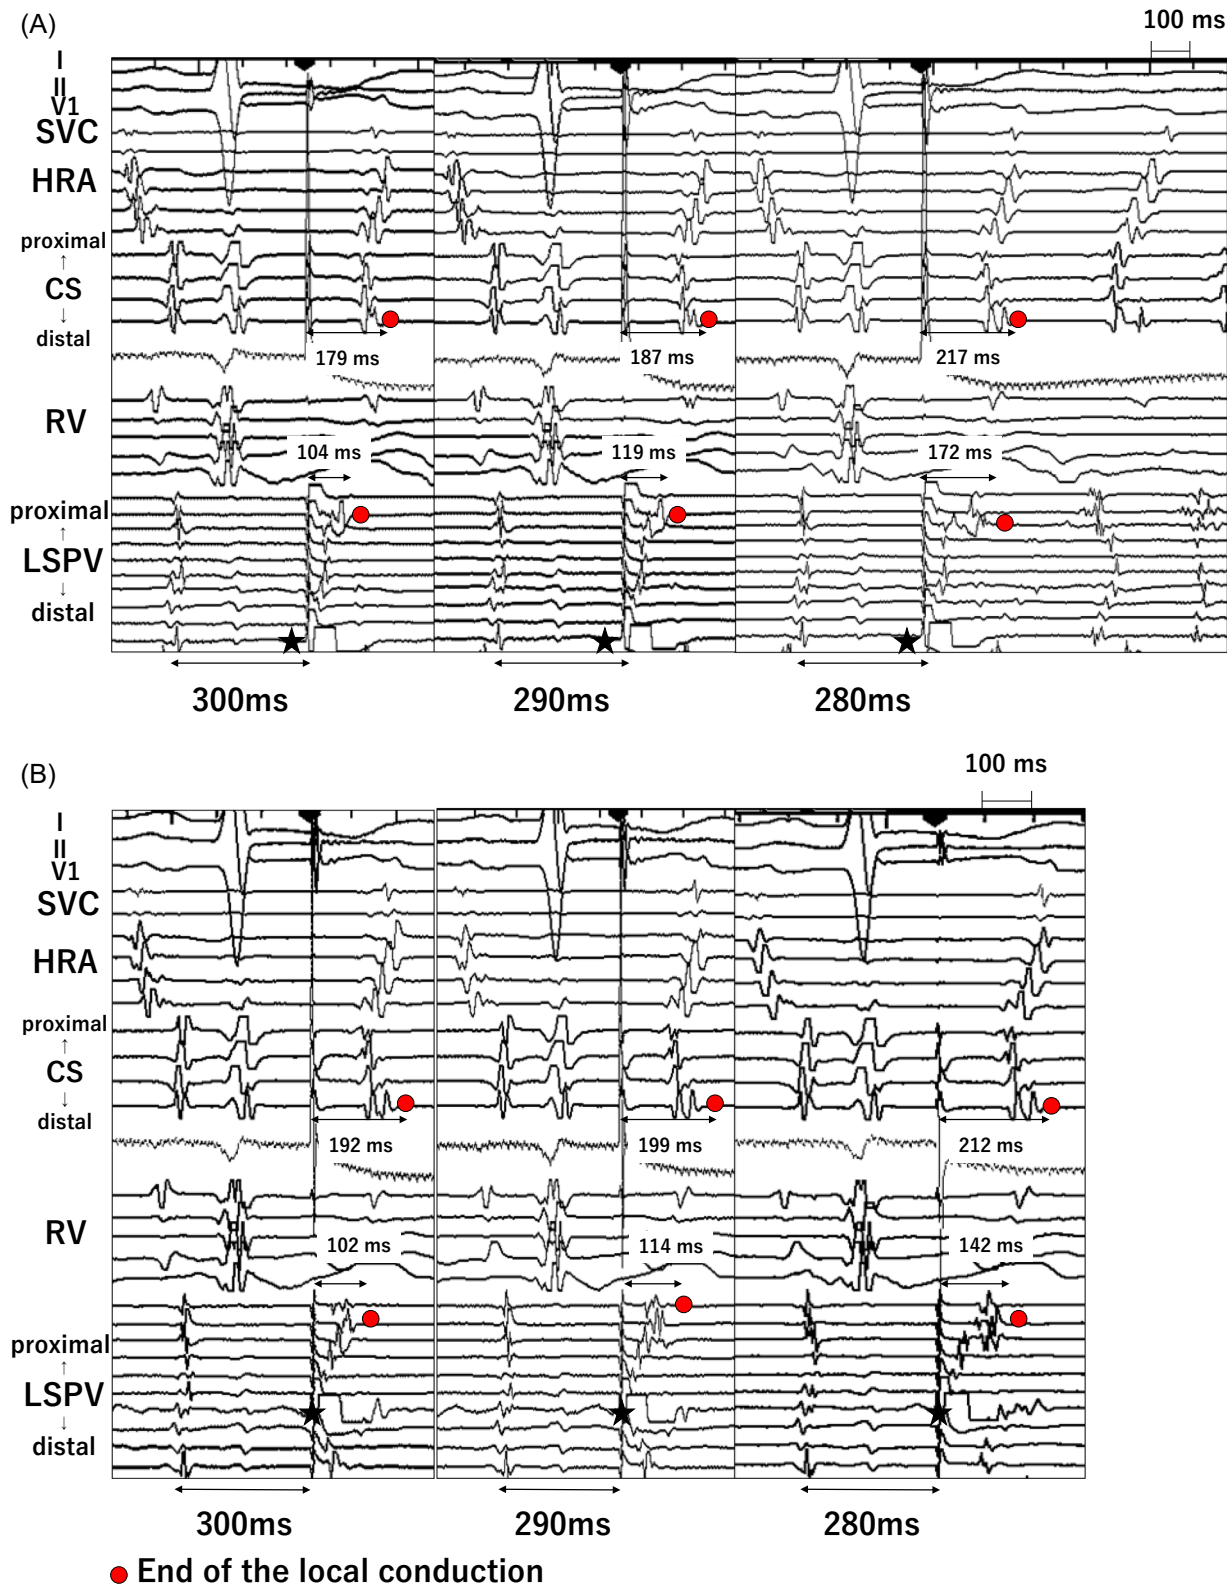 (A)
100 ms
I
II
V1
SVC
HRA
proximal
↑
CS
↓
distal
179 ms
187 ms
217 ms
RV
104 ms
119 ms
172 ms
proximal
↑
LSPV
↓
distal
300ms
290ms
280ms
(B)
100 ms
I
II
V1
SVC
HRA
proximal
↑
CS
↓
distal
192 ms
199 ms
212 ms
RV
102 ms
114 ms
142 ms
proximal
↑
LSPV
↓
distal
300ms
290ms
280ms
End of the local conduction